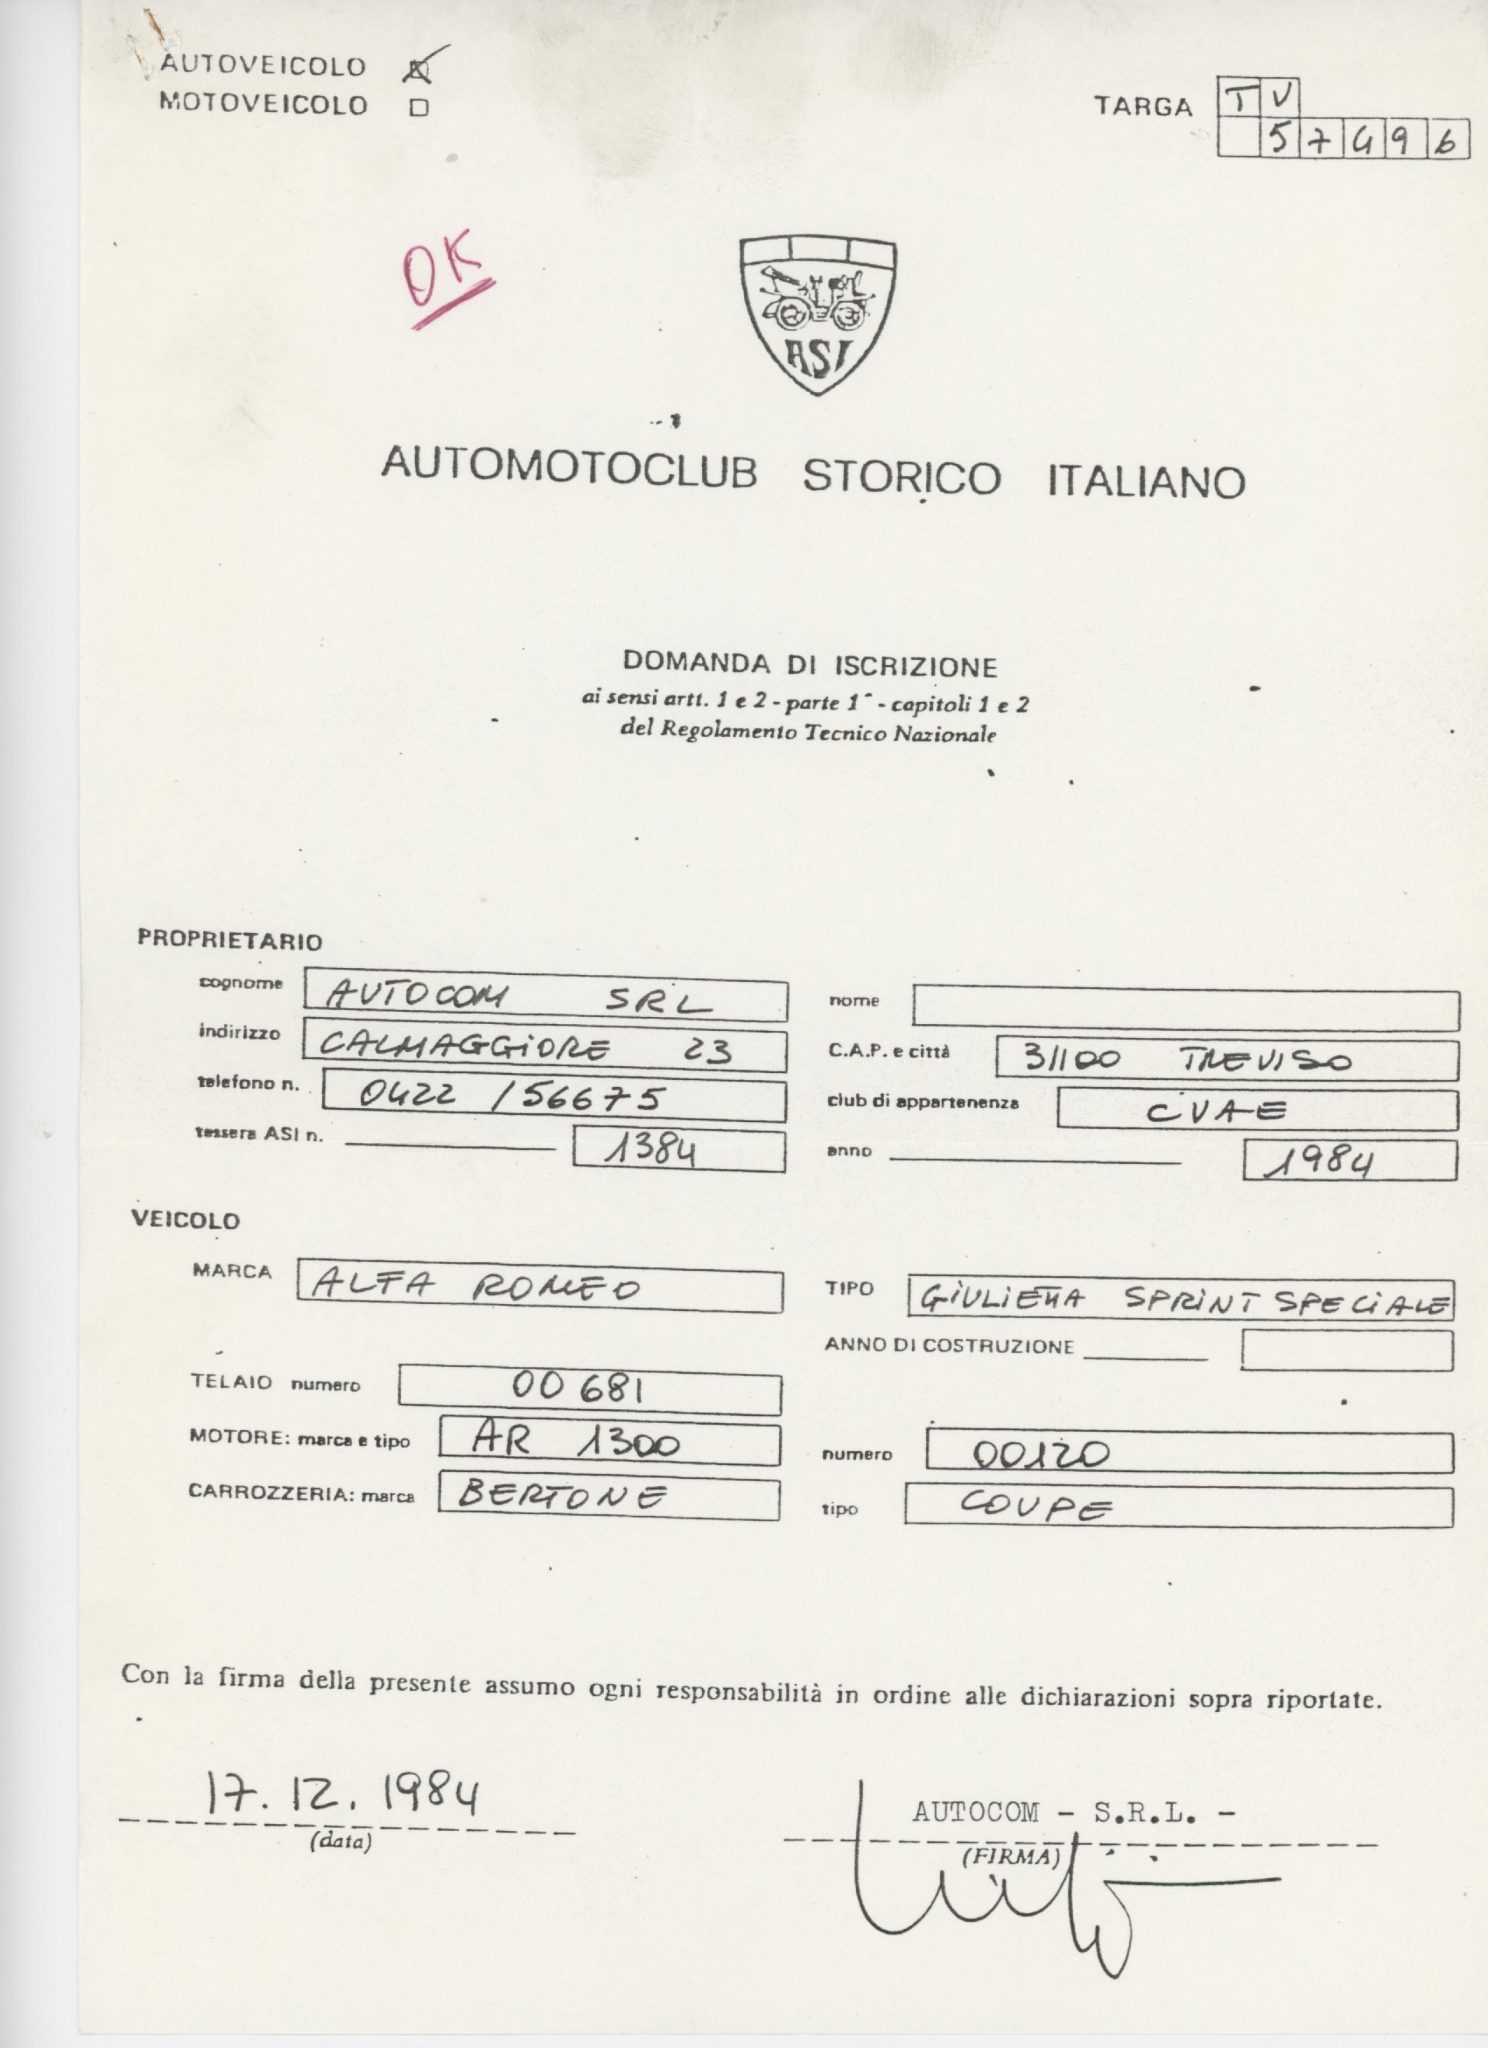 AUTOVEICOLO
MOTOVEICOLO
TARGA TV
57496
OK
ASI
AUTOMOTOCLUB STORICO ITALIANO
DOMANDA DI ISCRIZIONE
ai sensi artt. 1 e 2 - parte 1ˆ - capitoli 1 e 2
del Regolamento Tecnico Nazionale
PROPRIETARIO
cognome AUTOCOM SRL nome
indirizzo CALMAGGIORE 23 C.A.P. e città 31100 TREVISO
telefono n. 0422 / 56675 club di appartenenza CVAE
tessera ASI n. 1384 anno 1984
VEICOLO
MARCA ALFA ROMEO TIPO GIULIETTA SPRINT SPECIALE
ANNO DI COSTRUZIONE
TELAIO numero 00681
MOTORE: marca e tipo AR 1300 numero 00120
CARROZZERIA: marca BERTONE tipo COUPE
Con la firma della presente assumo ogni responsabilità in ordine alle dichiarazioni sopra riportate.
17.12.1984 AUTOCOM - S.R.L. -
(data) (FIRMA)